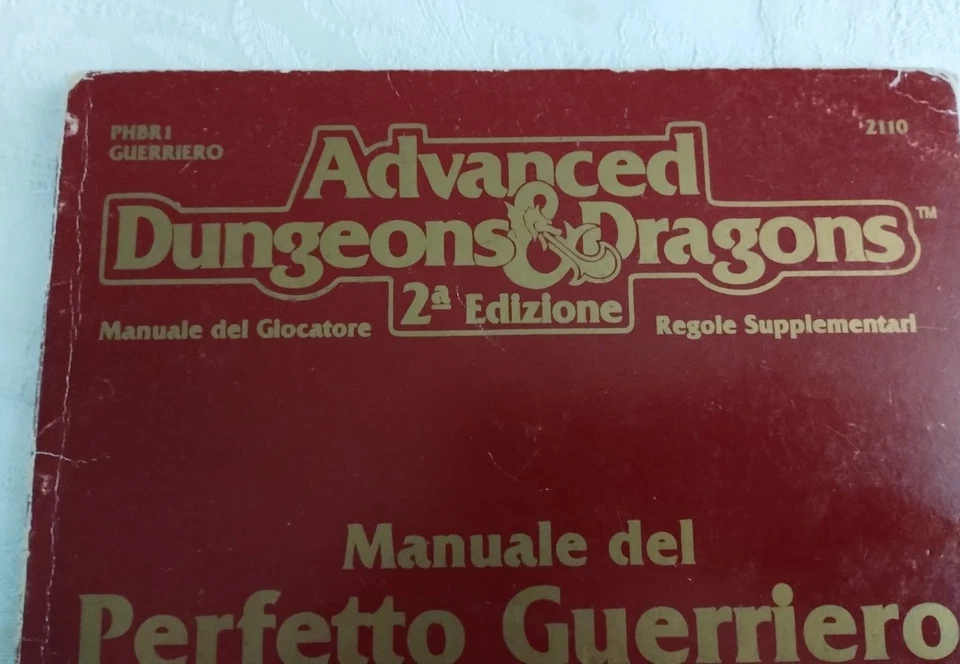 PHBR1
GUERRIERO
2110
Advanced
Dungeons & Dragons™
2ª Edizione
Manuale del Giocatore
Regole Supplementari
Manuale del
Perfetto Guerriero